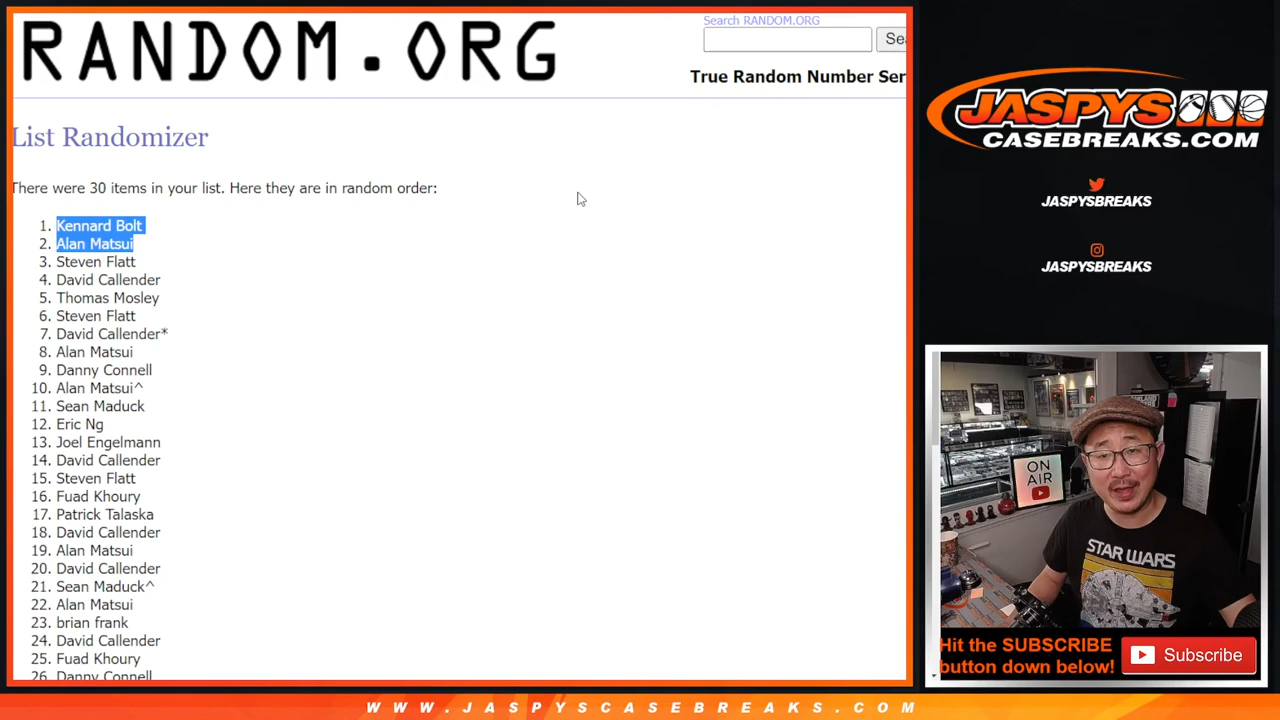 RANDOM.ORG
Search RANDOM.ORG
Sea
True Random Number Ser
List Randomizer
There were 30 items in your list. Here they are in random order:
1. Kennard Bolt
2. Alan Matsui
3. Steven Flatt
4. David Callender
5. Thomas Mosley
6. Steven Flatt
7. David Callender*
8. Alan Matsui
9. Danny Connell
10. Alan Matsui^
11. Sean Maduck
12. Eric Ng
13. Joel Engelmann
14. David Callender
15. Steven Flatt
16. Fuad Khoury
17. Patrick Talaska
18. David Callender
19. Alan Matsui
20. David Callender
21. Sean Maduck^
22. Alan Matsui
23. brian frank
24. David Callender
25. Fuad Khoury
26. Danny Connell
JASPYS
CASEBREAKS.COM
JASPYSBREAKS
JASPYSBREAKS
ON
AIR
STAR WARS
Hit the SUBSCRIBE
button down below!
Subscribe
WWW.JASPYSCASEBREAKS.COM